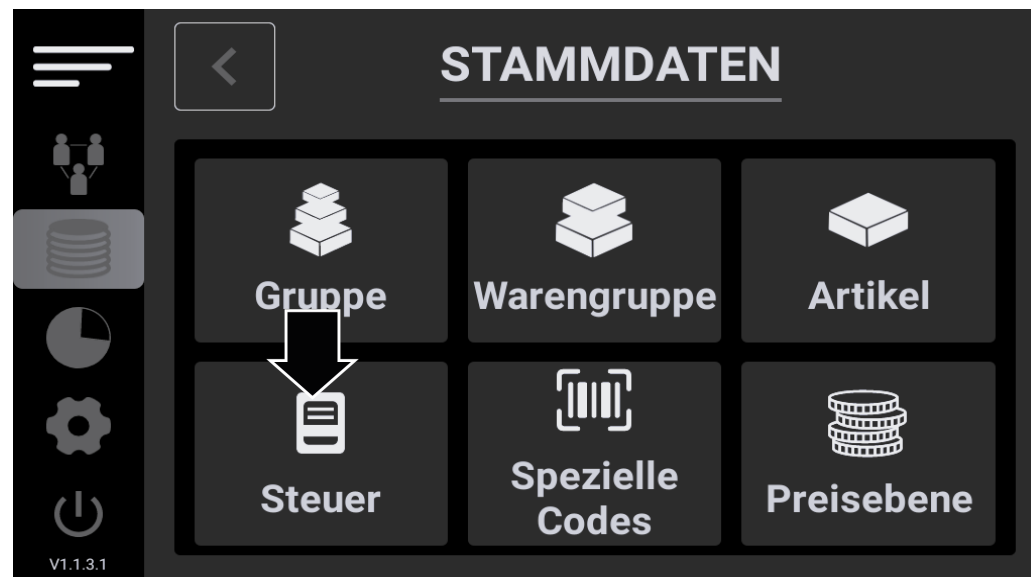 STAMMDATEN
Gruppe
Warengruppe
Artikel
Steuer
Spezielle
Codes
Preisebene
V1.1.3.1